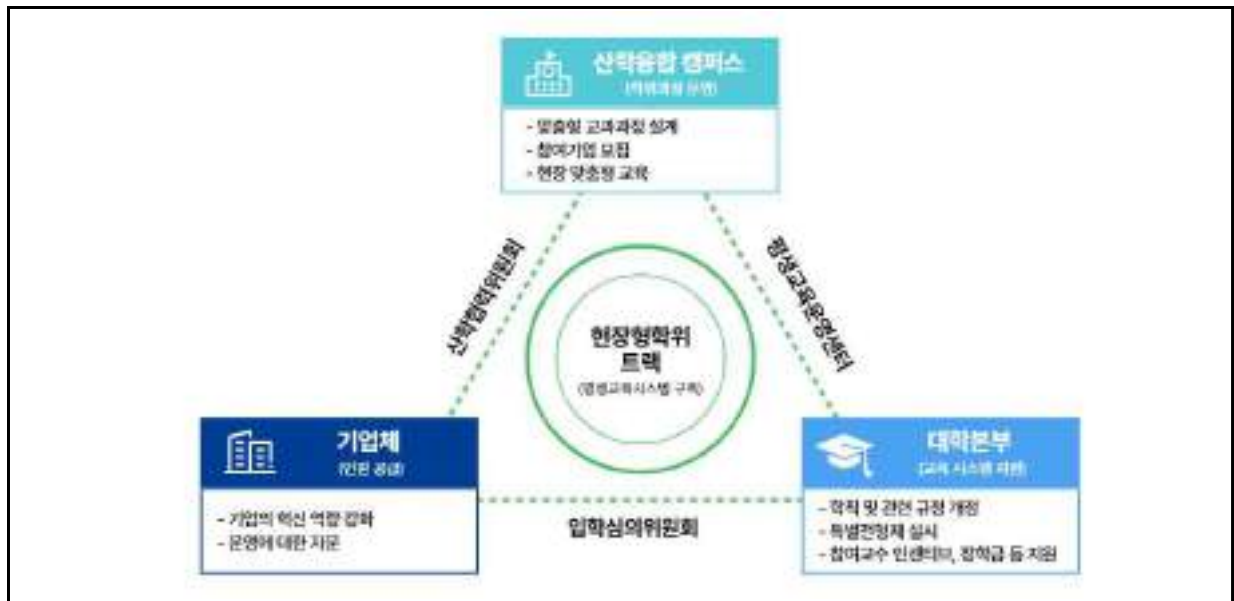 산학융합 캠퍼스
(학위과정 운영)
- 맞춤형 교과과정 설계
- 참여기업 모집
- 현장 맞춤형 교육
산학협력위원회
평생교육운영센터
현장형학위
트랙
(평생교육시스템 구축)
기업체
(인원 공급)
- 기업의 혁신 역량 강화
- 운영에 대한 자문
입학심의위원회
대학본부
(교육 시스템 지원)
- 학칙 및 관련 규정 개정
- 특별전형제 실시
- 참여교수 인센티브, 장학금 등 지원